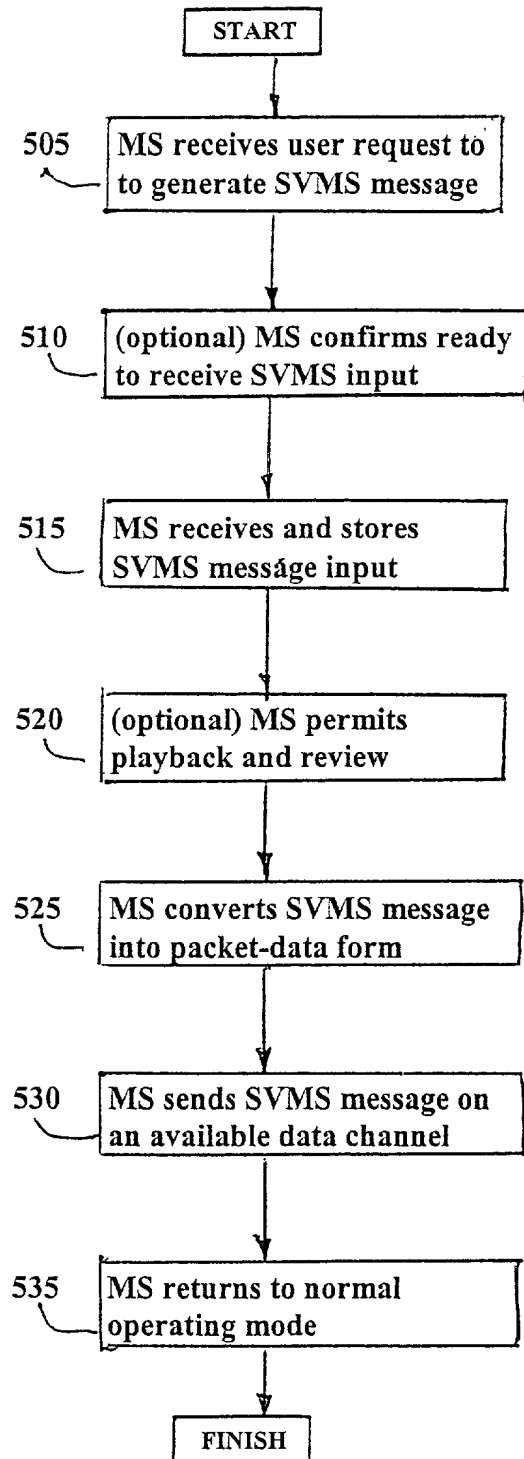 START
505 MS receives user request to
to generate SVMS message
510 (optional) MS confirms ready
to receive SVMS input
515 MS receives and stores
SVMS message input
520 (optional) MS permits
playback and review
525 MS converts SVMS message
into packet-data form
530 MS sends SVMS message on
an available data channel
535 MS returns to normal
operating mode
FINISH